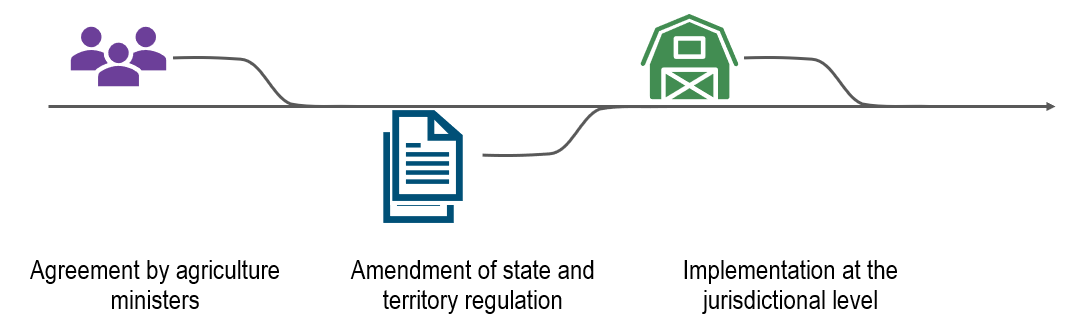 Agreement by agriculture
ministers
Amendment of state and
territory regulation
Implementation at the
jurisdictional level